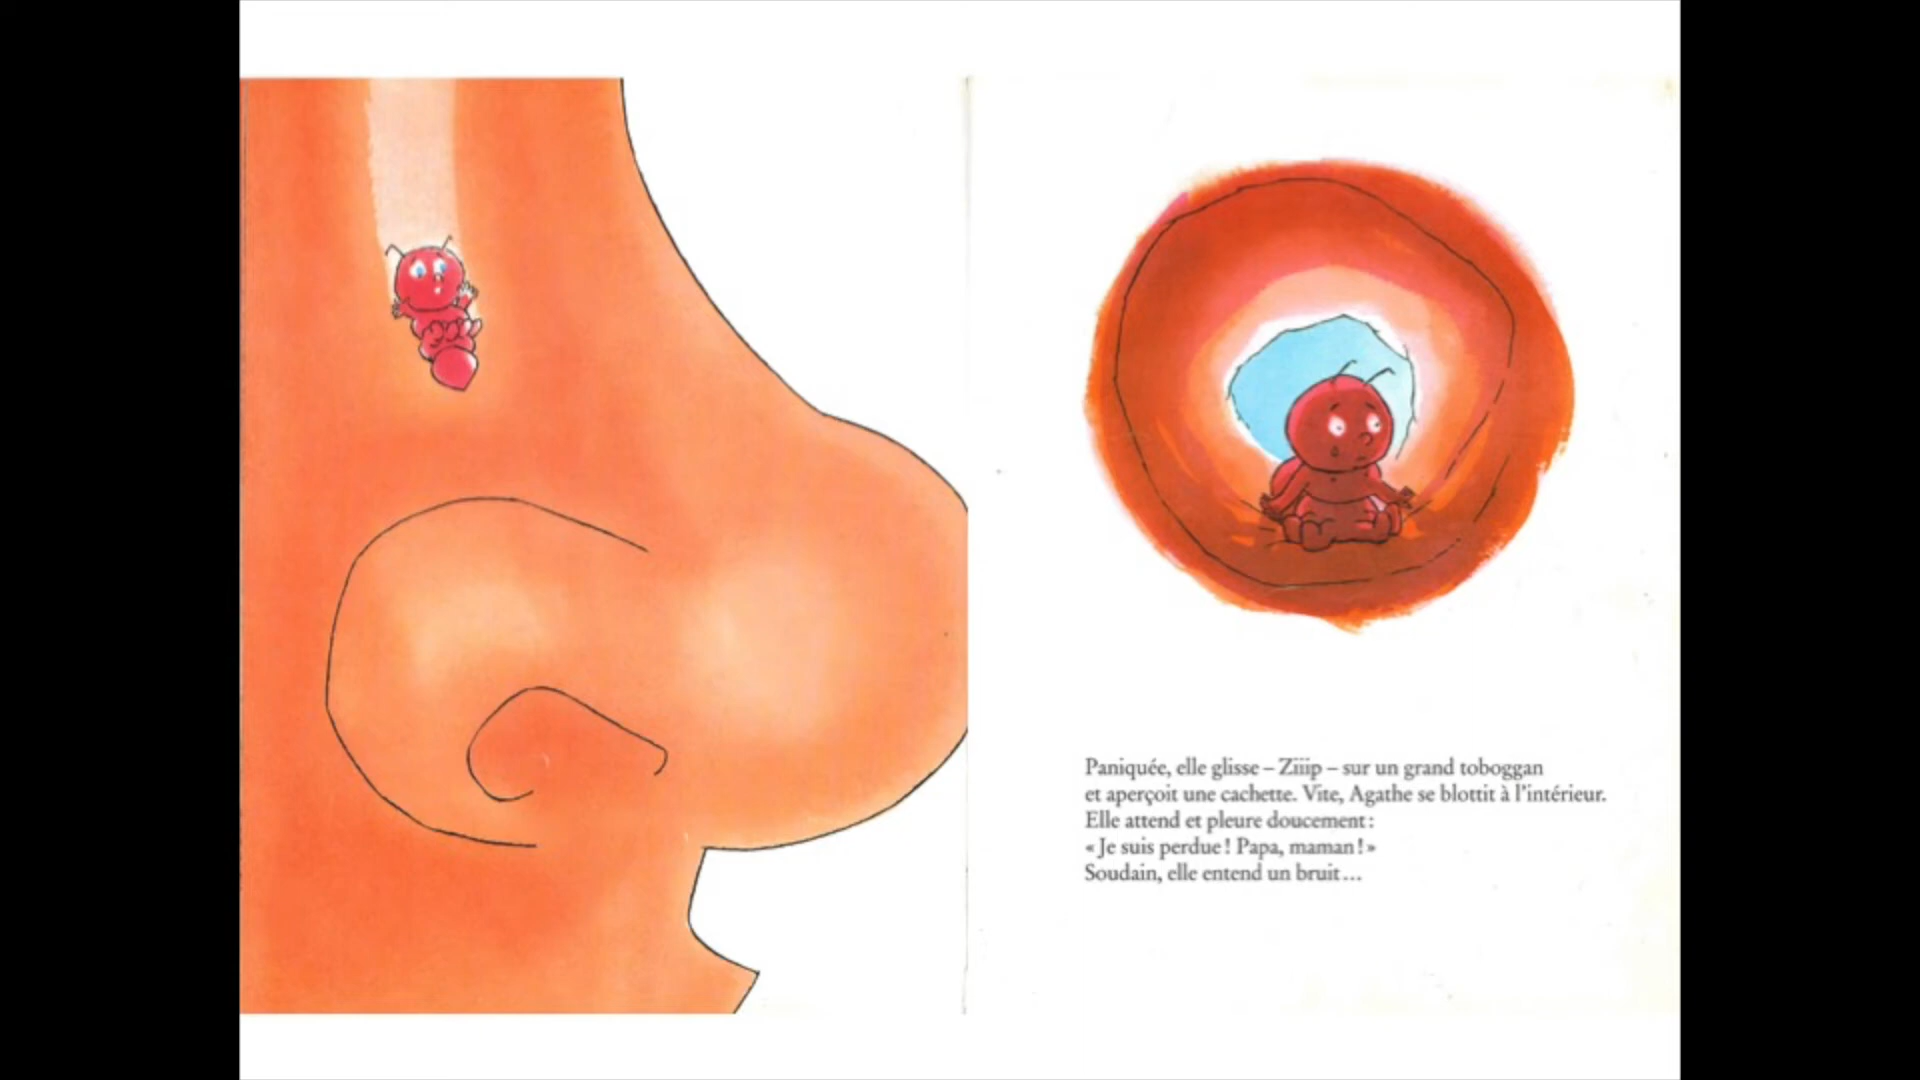 Paniquée, elle glisse – Ziiip – sur un grand toboggan
et aperçoit une cachette. Vite, Agathe se blottit à l'intérieur.
Elle attend et pleure doucement :
« Je suis perdue ! Papa, maman ! »
Soudain, elle entend un bruit…